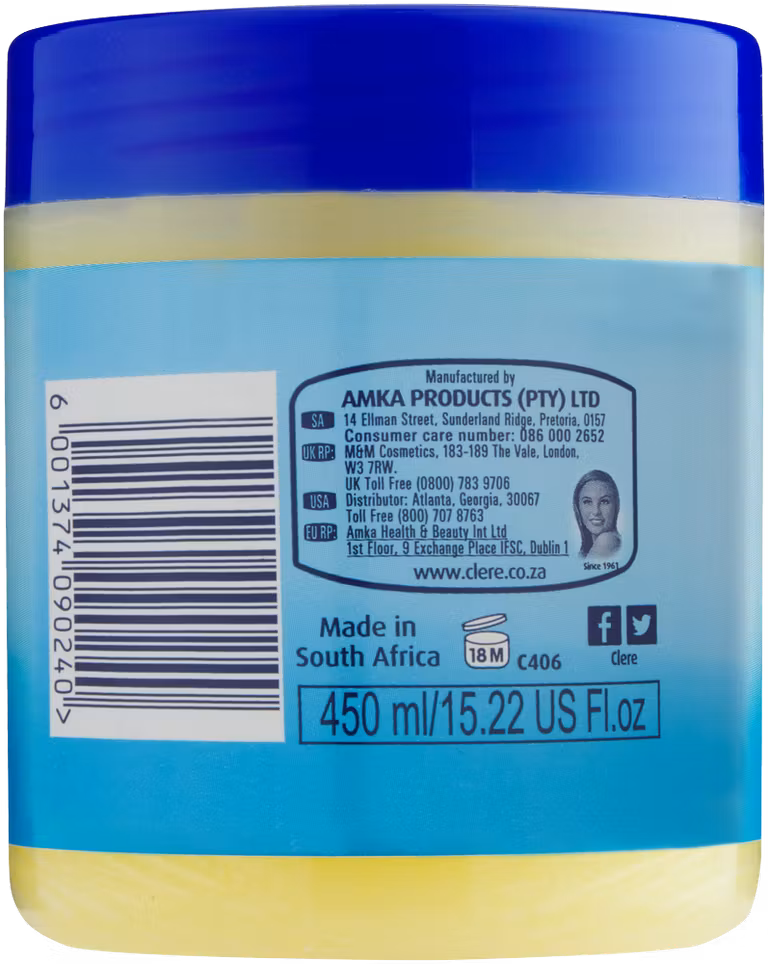 6 001374 090240 >
Manufactured by
AMKA PRODUCTS (PTY) LTD
SA 14 Ellman Street, Sunderland Ridge, Pretoria, 0157
Consumer care number: 086 000 2652
UK RP: M&M Cosmetics, 183-189 The Vale, London,
W3 7RW.
UK Toll Free (0800) 783 9706
USA Distributor: Atlanta, Georgia, 30067
Toll Free (800) 707 8763
EU RP: Amka Health & Beauty Int Ltd
1st Floor, 9 Exchange Place IFSC, Dublin 1
Since 1961
www.clere.co.za
Made in
South Africa
18 M
C406
f
Clere
450 ml/15.22 US Fl.oz